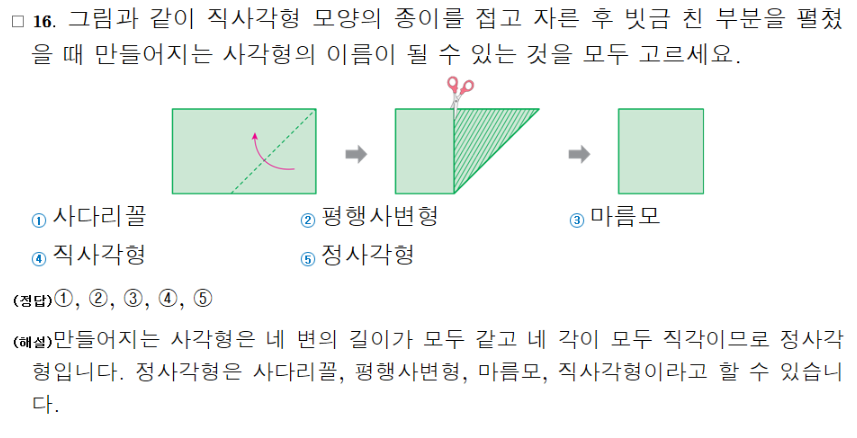 □ 16. 그림과 같이 직사각형 모양의 종이를 접고 자른 후 빗금 친 부분을 펼쳤
을 때 만들어지는 사각형의 이름이 될 수 있는 것을 모두 고르세요.
① 사다리꼴 ② 평행사변형 ③ 마름모
④ 직사각형 ⑤ 정사각형
(정답)①, ②, ③, ④, ⑤
(해설)만들어지는 사각형은 네 변의 길이가 모두 같고 네 각이 모두 직각이므로 정사각
형입니다. 정사각형은 사다리꼴, 평행사변형, 마름모, 직사각형이라고 할 수 있습니
다.